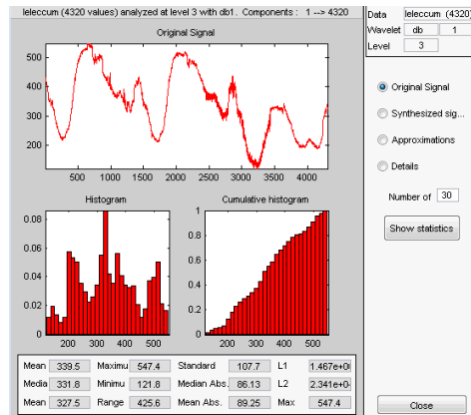 leleccum (4320 values) analyzed at level 3 with db1. Components : 1 --> 4320
Data leleccum (4320)
Wavelet db 1
Level 3
Original Signal
500
400
300
200
500 1000 1500 2000 2500 3000 3500 4000
Original Signal
Synthesized sig...
Approximations
Details
Number of 30
Show statistics
Histogram
Cumulative histogram
0.08
0.06
0.04
0.02
0
200 300 400 500
1
0.8
0.6
0.4
0.2
0
200 300 400 500
Mean 339.5 Maximu 547.4 Standard 107.7 L1 1.467e+0
Media 331.8 Minimu 121.8 Median Abs. 86.13 L2 2.341e+0
Mean 327.5 Range 425.6 Mean Abs. 89.25 Max 547.4
Close